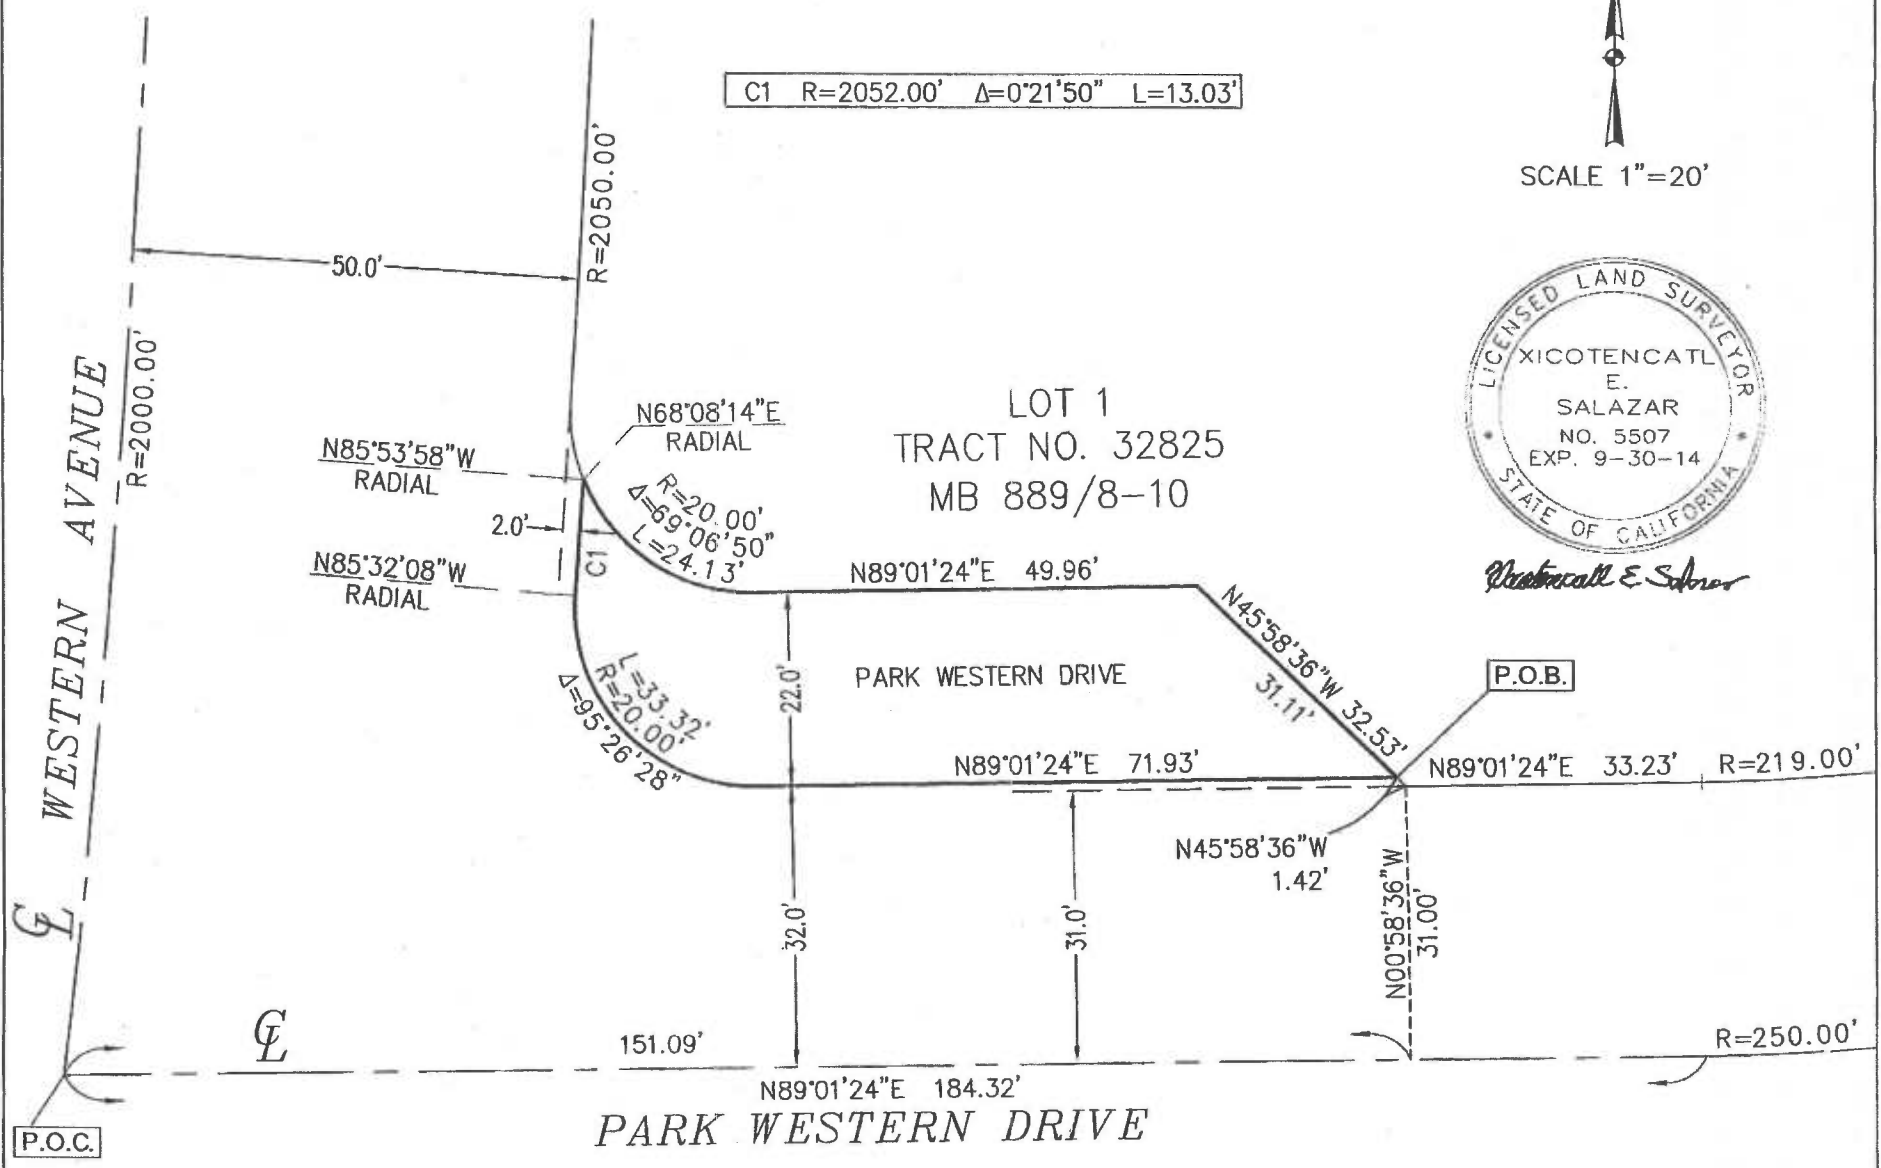 C1 R=2052.00' Δ=0°21'50" L=13.03'
SCALE 1"=20'
R=2050.00'
50.0'
LICENSED LAND SURVEYOR
XICOTENCATL
E.
SALAZAR
NO. 5507
EXP. 9-30-14
* STATE OF CALIFORNIA *
WESTERN AVENUE
R=2000.00'
N68°08'14"E
RADIAL
LOT 1
TRACT NO. 32825
MB 889/8-10
N85°53'58"W
RADIAL
R=20.00'
Δ=69°06'50"
L=24.13'
2.0'
C1
N85°32'08"W
RADIAL
N89°01'24"E 49.96'
N45°58'36"W 32.53'
31.11'
PARK WESTERN DRIVE
P.O.B.
22.0'
L=33.32'
R=20.00'
Δ=95°26'28"
N89°01'24"E 71.93'
N89°01'24"E 33.23' R=219.00'
N45°58'36"W
1.42'
N00°58'36"W
31.00'
32.0'
31.0'
CL
CL
151.09'
R=250.00'
N89°01'24"E 184.32'
PARK WESTERN DRIVE
P.O.C.